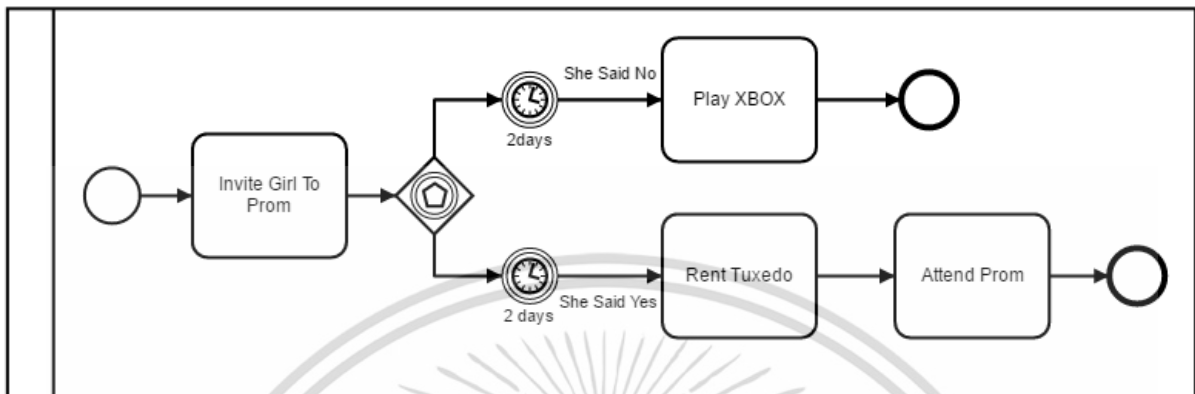 She Said No
Play XBOX
2days
Invite Girl To
Prom
Rent Tuxedo
Attend Prom
She Said Yes
2 days